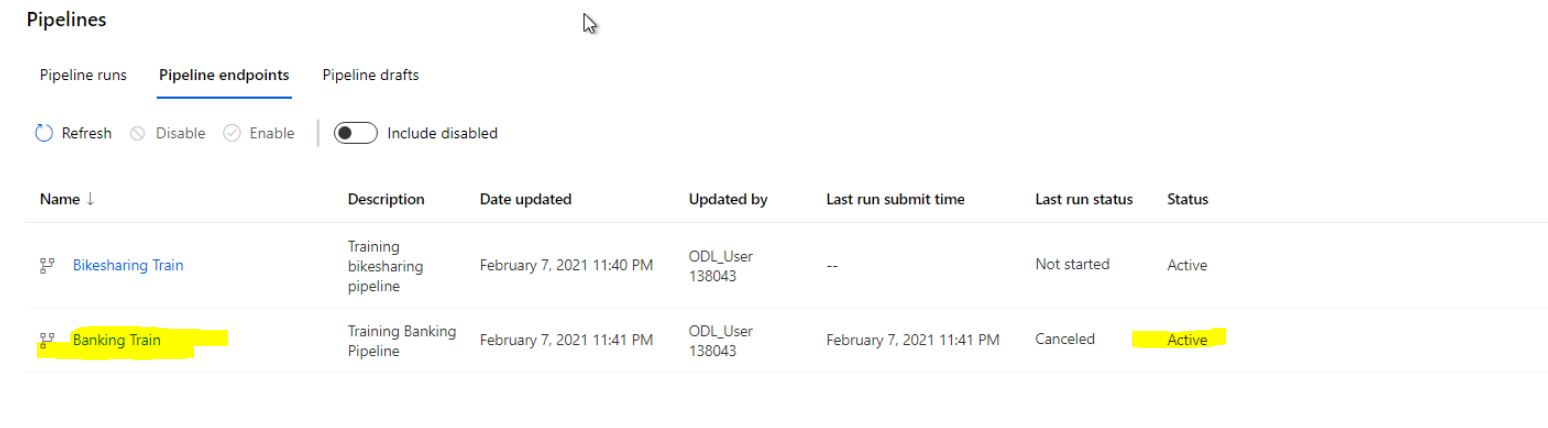 Pipelines
Pipeline runs Pipeline endpoints Pipeline drafts
Refresh Disable Enable Include disabled
Name ↓ Description Date updated Updated by Last run submit time Last run status Status
Bikesharing Train Training bikesharing pipeline February 7, 2021 11:40 PM ODL_User 138043 -- Not started Active
Banking Train Training Banking Pipeline February 7, 2021 11:41 PM ODL_User 138043 February 7, 2021 11:41 PM Canceled Active